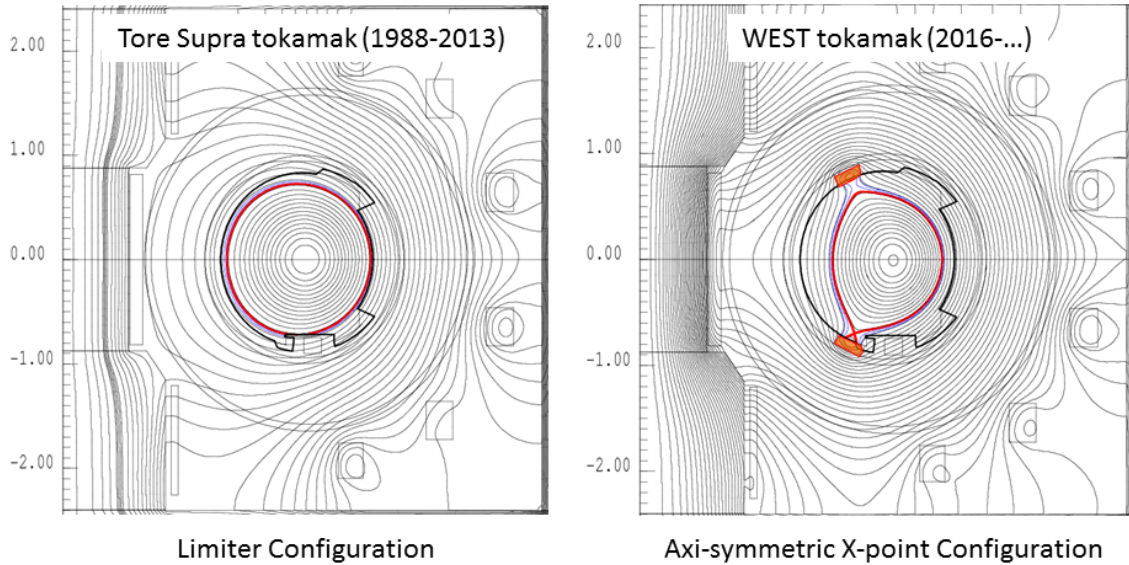 Tore Supra tokamak (1988-2013)
2.00
1.00
0.00
-1.00
-2.00
Limiter Configuration
WEST tokamak (2016-...)
2.00
1.00
0.00
-1.00
-2.00
Axi-symmetric X-point Configuration